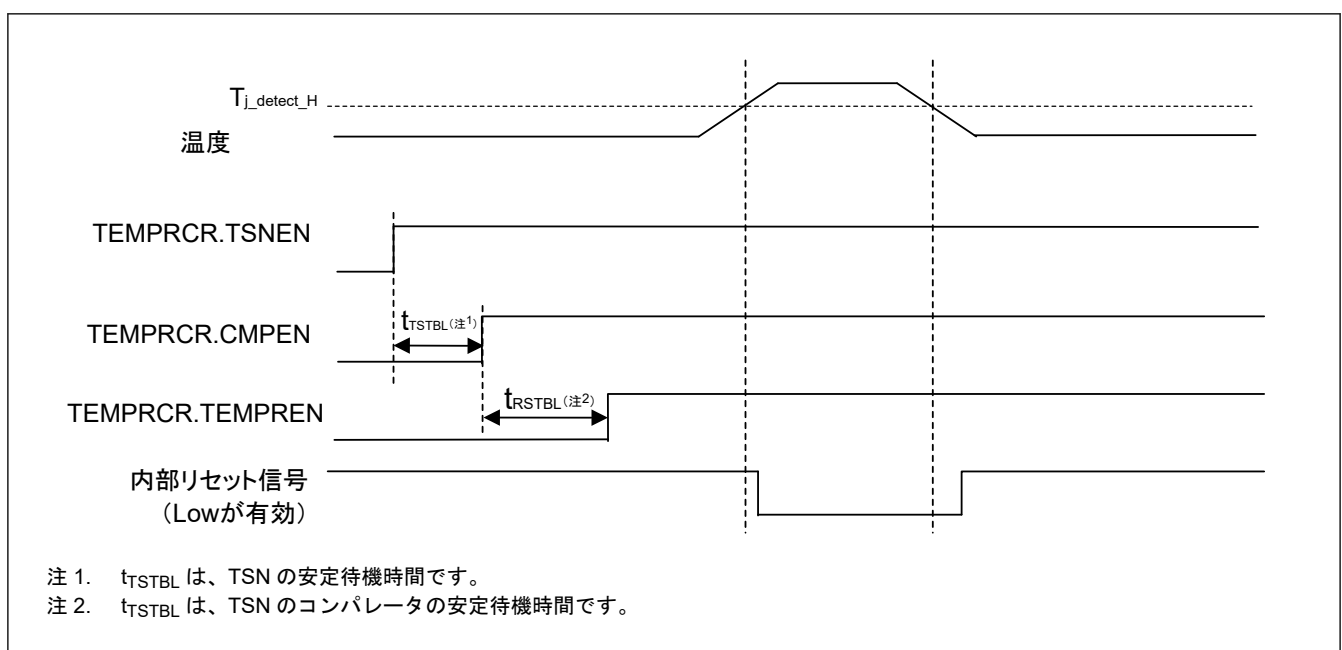 Tj_detect_H
温度
TEMPRCR.TSNEN
tTSTBL(注1)
TEMPRCR.CMPEN
tRSTBL(注2)
TEMPRCR.TEMPREN
内部リセット信号
(Lowが有効)
注 1. tTSTBL は、TSN の安定待機時間です。
注 2. tTSTBL は、TSN のコンパレータの安定待機時間です。